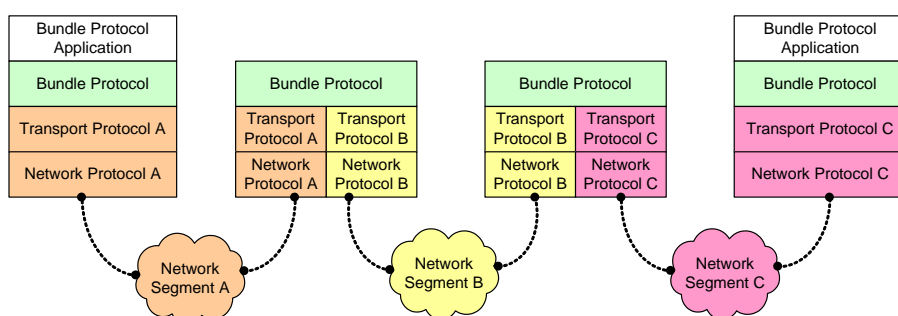 Bundle Protocol
Application
Bundle Protocol
Transport Protocol A
Network Protocol A
Bundle Protocol
Transport
Protocol A
Transport
Protocol B
Network
Protocol A
Network
Protocol B
Bundle Protocol
Transport
Protocol B
Transport
Protocol C
Network
Protocol B
Network
Protocol C
Bundle Protocol
Application
Bundle Protocol
Transport Protocol C
Network Protocol C
Network
Segment A
Network
Segment B
Network
Segment C